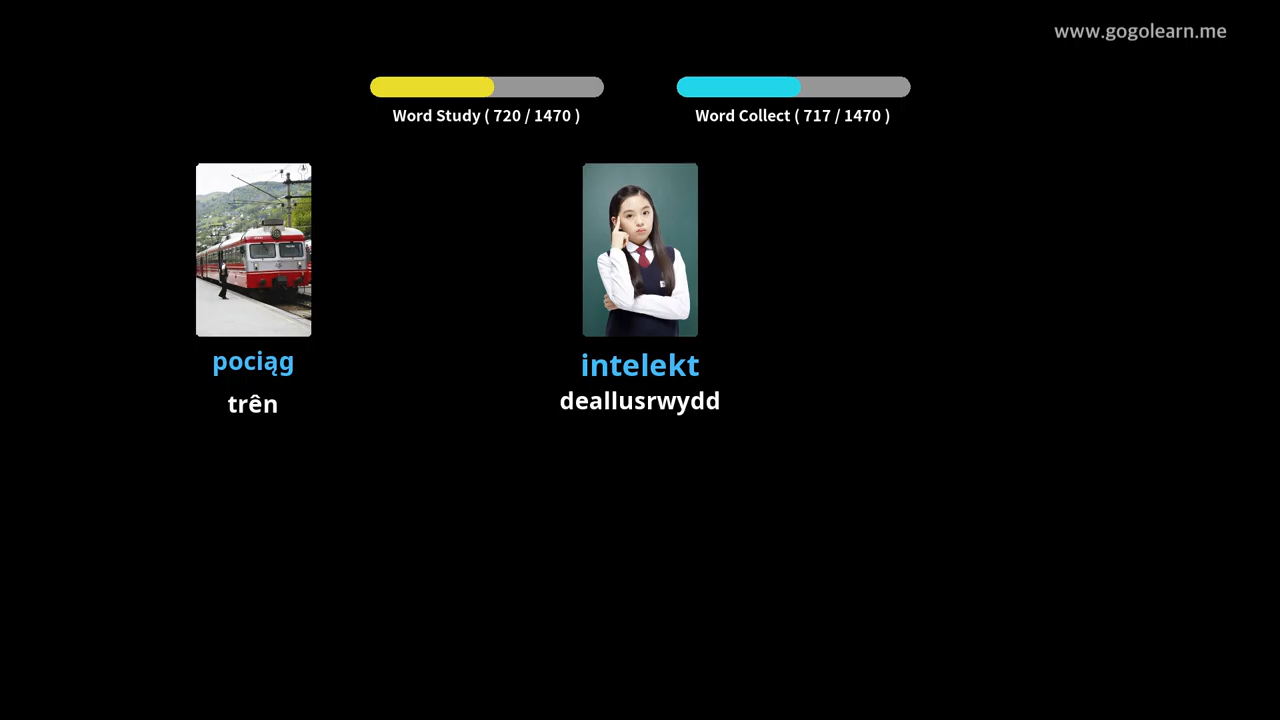 www.gogolearn.me
Word Study ( 720 / 1470 )
Word Collect ( 717 / 1470 )
pociąg
trên
intelekt
deallusrwydd